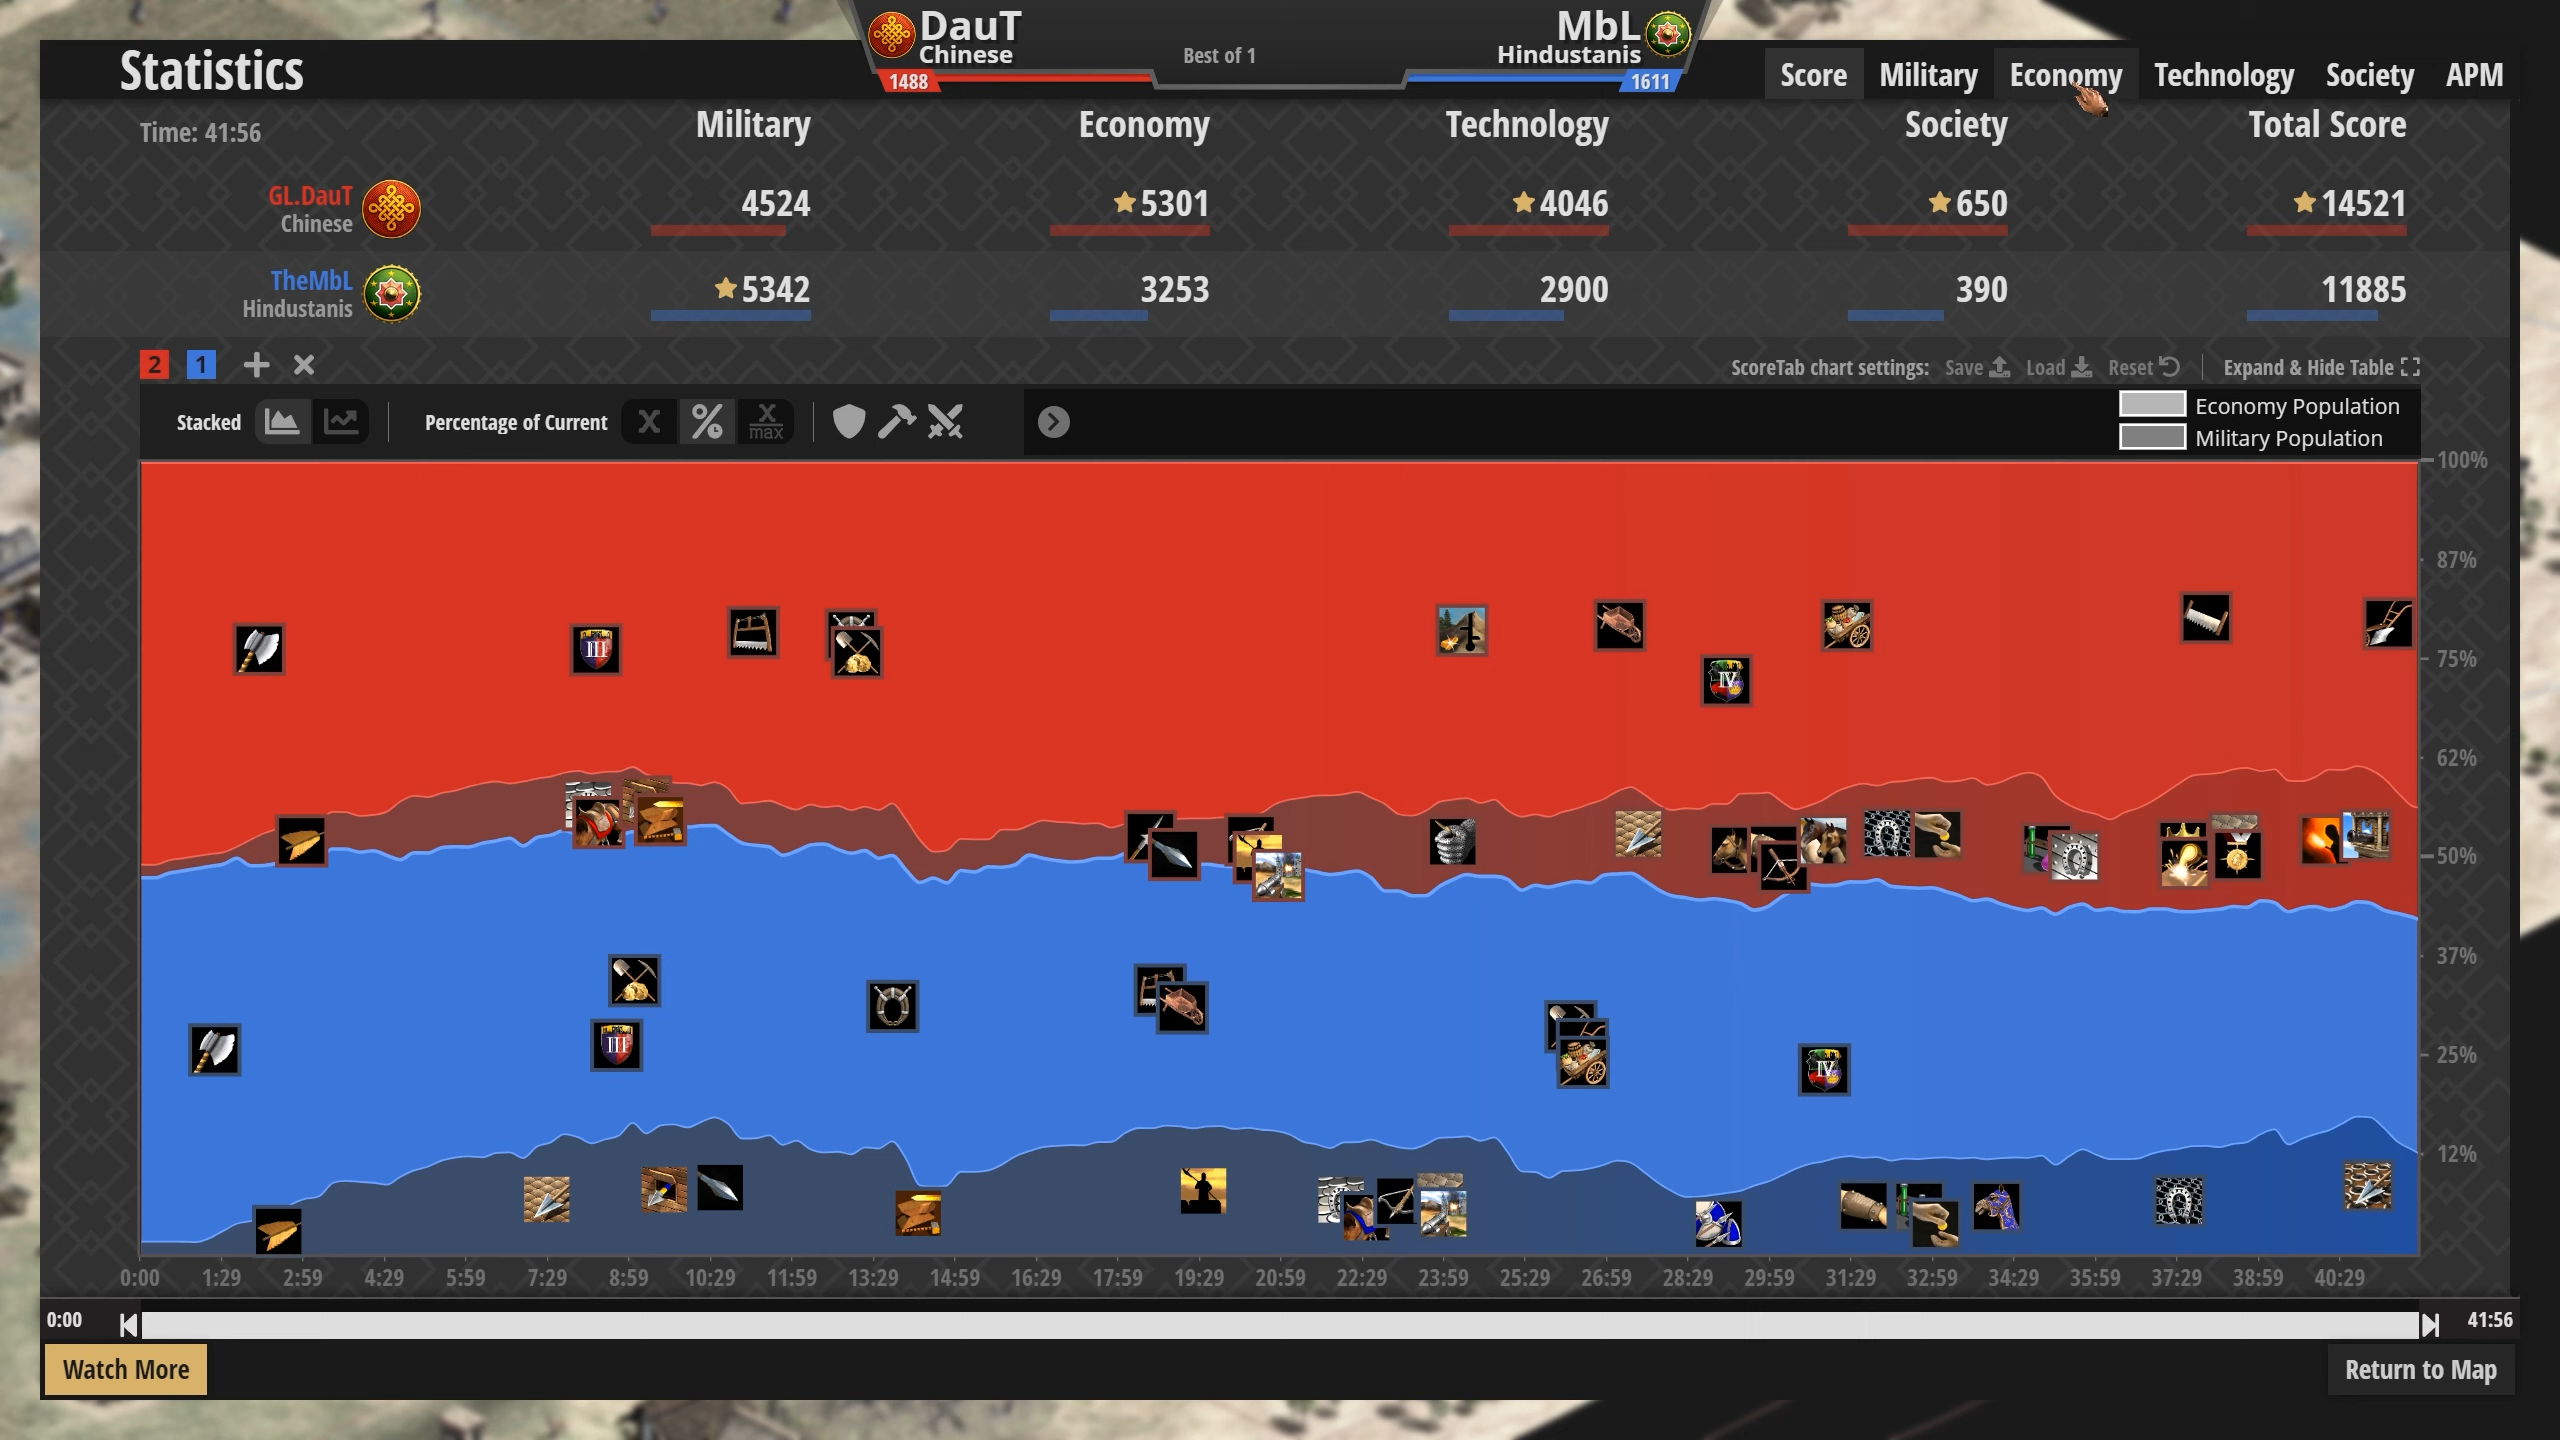 DauT
Chinese
1488
Best of 1
MbL
Hindustanis
1611
Statistics
Score Military Economy Technology Society APM
Time: 41:56
Military Economy Technology Society Total Score
GL.DauT
Chinese
4524 5301 4046 650 14521
TheMbL
Hindustanis
5342 3253 2900 390 11885
2 1
ScoreTab chart settings: Save Load Reset Expand & Hide Table
Stacked Percentage of Current X % X max
Economy Population
Military Population
100%
87%
75%
62%
50%
37%
25%
12%
III
IV
III
IV
0:00 1:29 2:59 4:29 5:59 7:29 8:59 10:29 11:59 13:29 14:59 16:29 17:59 19:29 20:59 22:29 23:59 25:29 26:59 28:29 29:59 31:29 32:59 34:29 35:59 37:29 38:59 40:29
0:00 41:56
Watch More
Return to Map